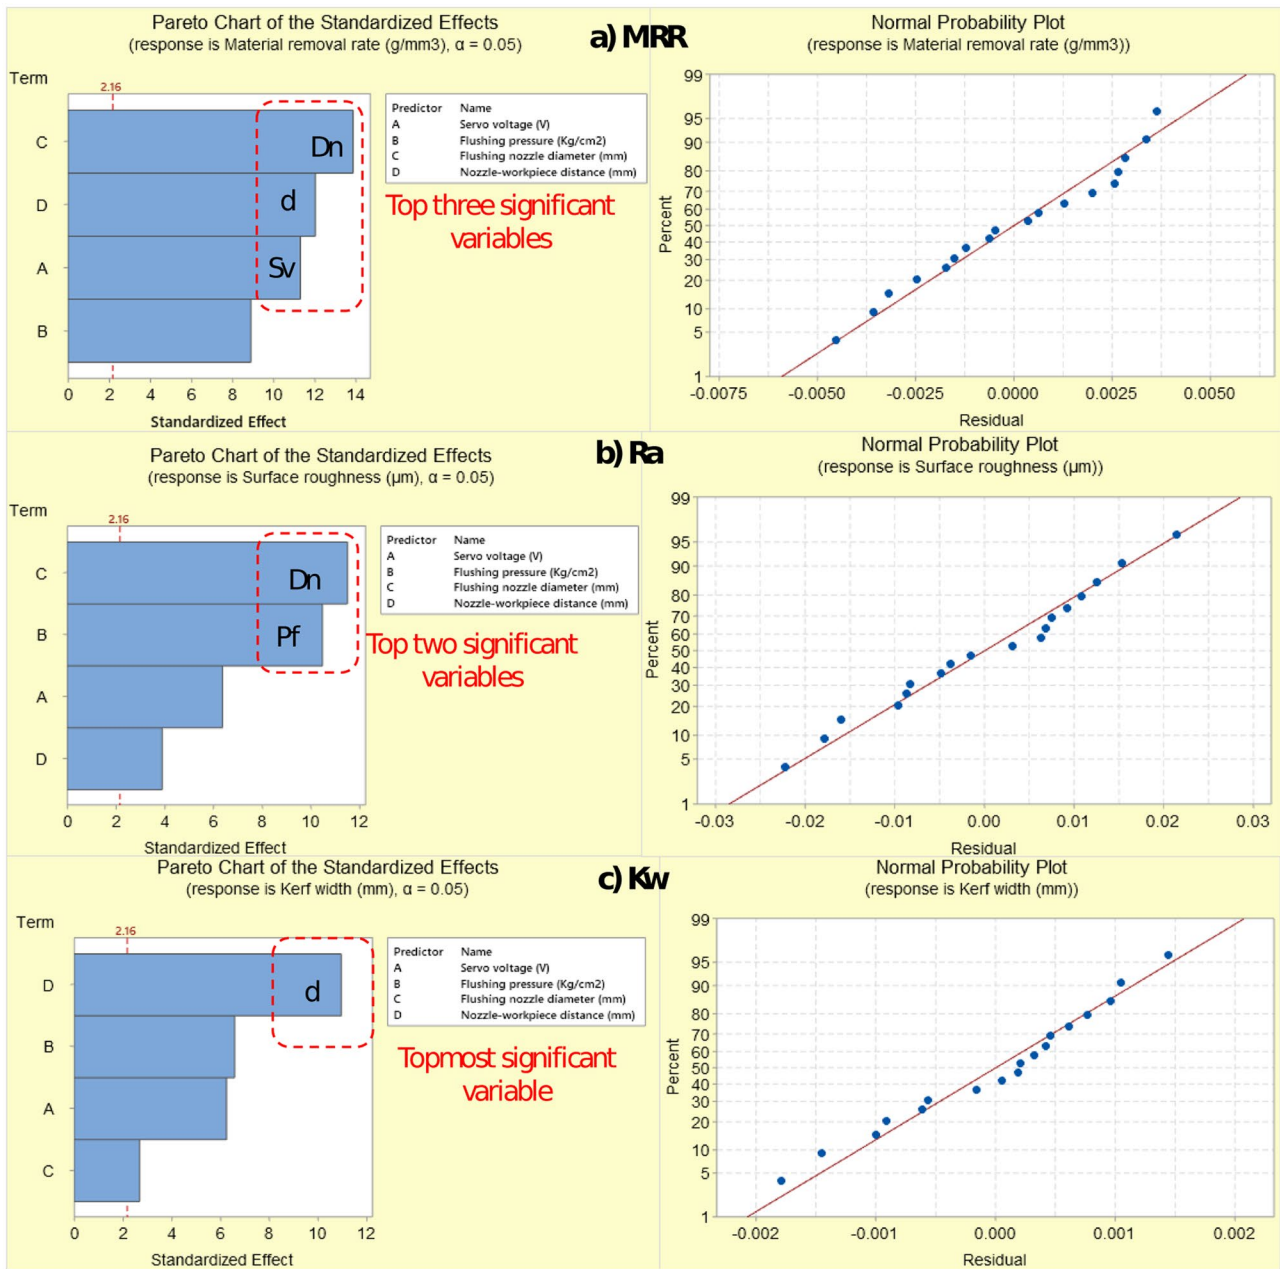 Pareto Chart of the Standardized Effects
(response is Material removal rate (g/mm3), α = 0.05)
a) MRR
Normal Probability Plot
(response is Material removal rate (g/mm3))
Term
2.16
C
D
A
B
Dn
d
Sv
0 2 4 6 8 10 12 14
Standardized Effect
Predictor Name
A Servo voltage (V)
B Flushing pressure (Kg/cm2)
C Flushing nozzle diameter (mm)
D Nozzle-workpiece distance (mm)
Top three significant
variables
Percent
99
95
90
80
70
60
50
40
30
20
10
5
1
-0.0075 -0.0050 -0.0025 0.0000 0.0025 0.0050
Residual
Pareto Chart of the Standardized Effects
(response is Surface roughness (µm), α = 0.05)
b) Ra
Normal Probability Plot
(response is Surface roughness (µm))
Term
2.16
C
B
A
D
Dn
Pf
0 2 4 6 8 10 12
Standardized Effect
Predictor Name
A Servo voltage (V)
B Flushing pressure (Kg/cm2)
C Flushing nozzle diameter (mm)
D Nozzle-workpiece distance (mm)
Top two significant
variables
Percent
99
95
90
80
70
60
50
40
30
20
10
5
1
-0.03 -0.02 -0.01 0.00 0.01 0.02 0.03
Residual
Pareto Chart of the Standardized Effects
(response is Kerf width (mm), α = 0.05)
c) Kw
Normal Probability Plot
(response is Kerf width (mm))
Term
2.16
D
B
A
C
d
0 2 4 6 8 10 12
Standardized Effect
Predictor Name
A Servo voltage (V)
B Flushing pressure (Kg/cm2)
C Flushing nozzle diameter (mm)
D Nozzle-workpiece distance (mm)
Topmost significant
variable
Percent
99
95
90
80
70
60
50
40
30
20
10
5
1
-0.002 -0.001 0.000 0.001 0.002
Residual